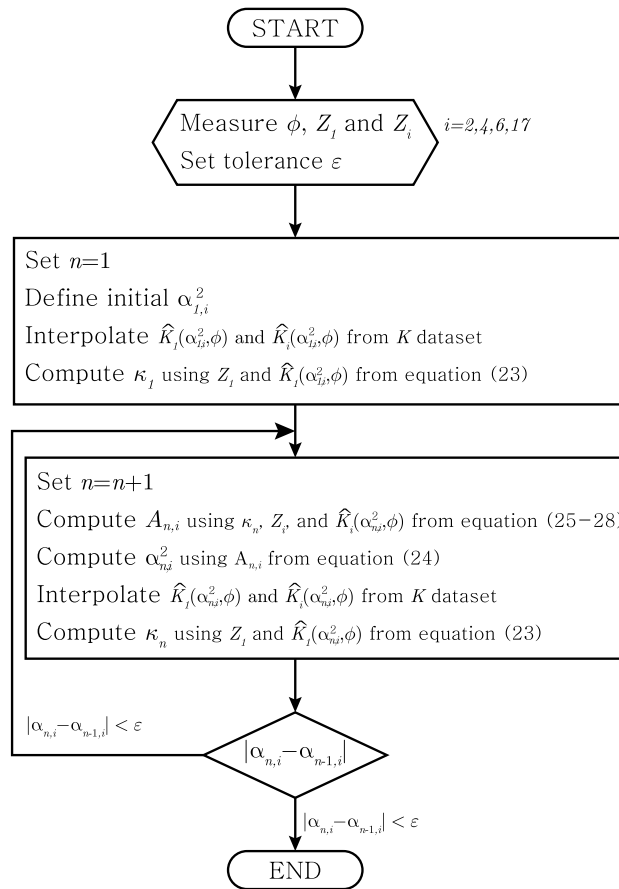 START
Measure ϕ, Z₁ and Zᵢ
Set tolerance ε
i=2,4,6,17
Set n=1
Define initial α²₁,ᵢ
Interpolate K̂₁(α²₁,ᵢ,ϕ) and K̂ᵢ(α²₁,ᵢ,ϕ) from K dataset
Compute κ₁ using Z₁ and K̂₁(α²₁,ᵢ,ϕ) from equation (23)
Set n=n+1
Compute Aₙ,ᵢ using κₙ, Zᵢ, and K̂ᵢ(α²ₙ,ᵢ,ϕ) from equation (25-28)
Compute α²ₙ,ᵢ using Aₙ,ᵢ from equation (24)
Interpolate K̂₁(α²ₙ,ᵢ,ϕ) and K̂ᵢ(α²ₙ,ᵢ,ϕ) from K dataset
Compute κₙ using Z₁ and K̂₁(α²ₙ,ᵢ,ϕ) from equation (23)
|αₙ,ᵢ−αₙ₋₁,ᵢ| < ε
|αₙ,ᵢ−αₙ₋₁,ᵢ|
|αₙ,ᵢ−αₙ₋₁,ᵢ| < ε
END